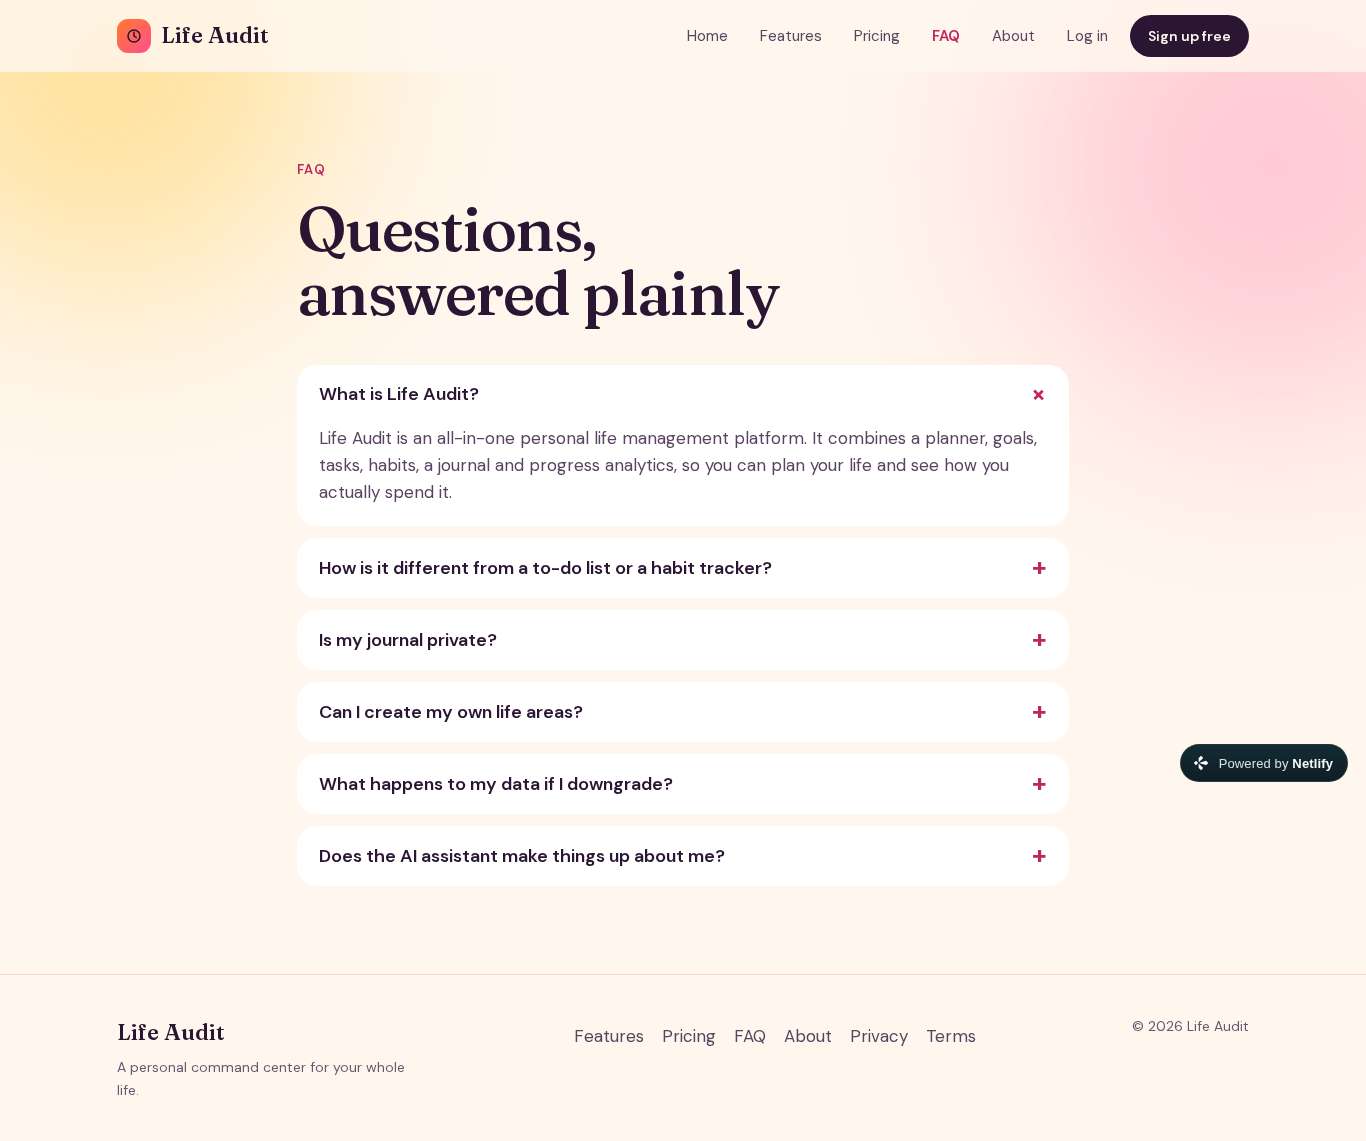 Life Audit
Home Features Pricing FAQ About Log in Sign up free
FAQ
Questions,
answered plainly
What is Life Audit?
Life Audit is an all-in-one personal life management platform. It combines a planner, goals,
tasks, habits, a journal and progress analytics, so you can plan your life and see how you
actually spend it.
How is it different from a to-do list or a habit tracker?
Is my journal private?
Can I create my own life areas?
What happens to my data if I downgrade?
Powered by Netlify
Does the AI assistant make things up about me?
Life Audit
A personal command center for your whole
life.
Features Pricing FAQ About Privacy Terms
© 2026 Life Audit